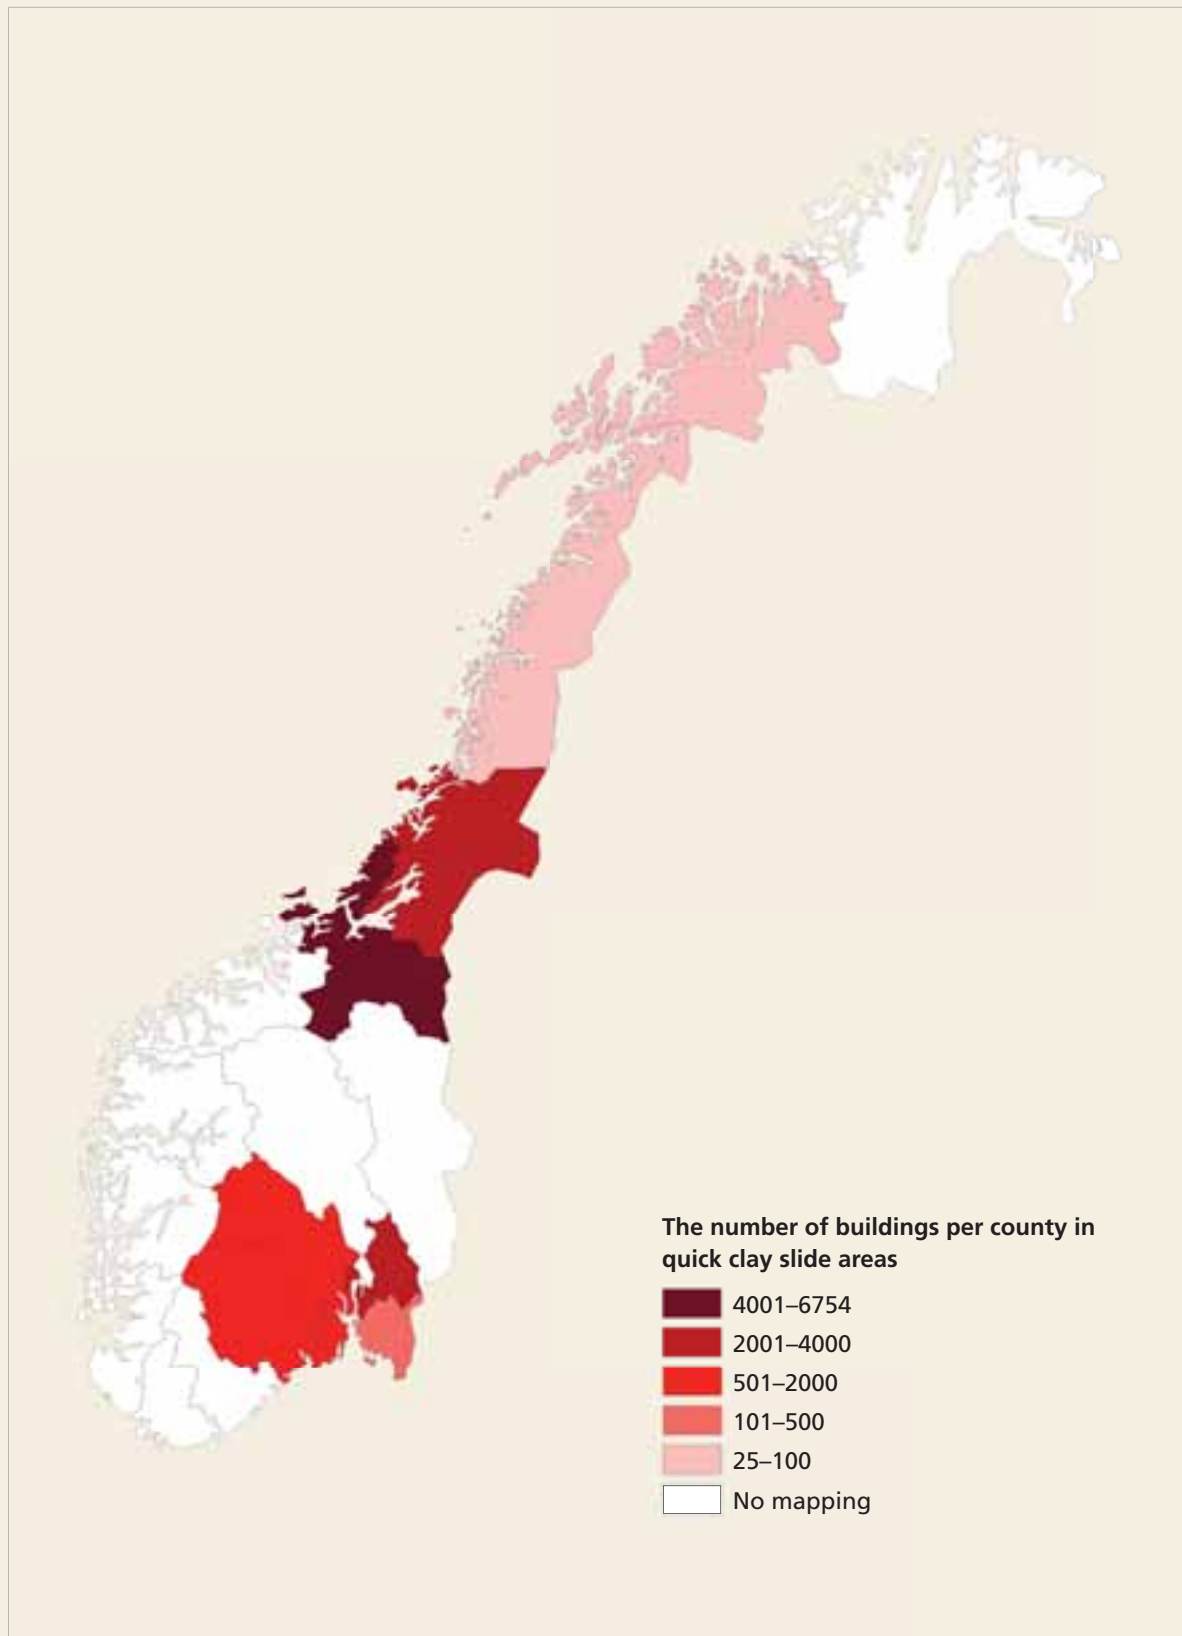 The number of buildings per county in
quick clay slide areas
4001–6754
2001–4000
501–2000
101–500
25–100
No mapping